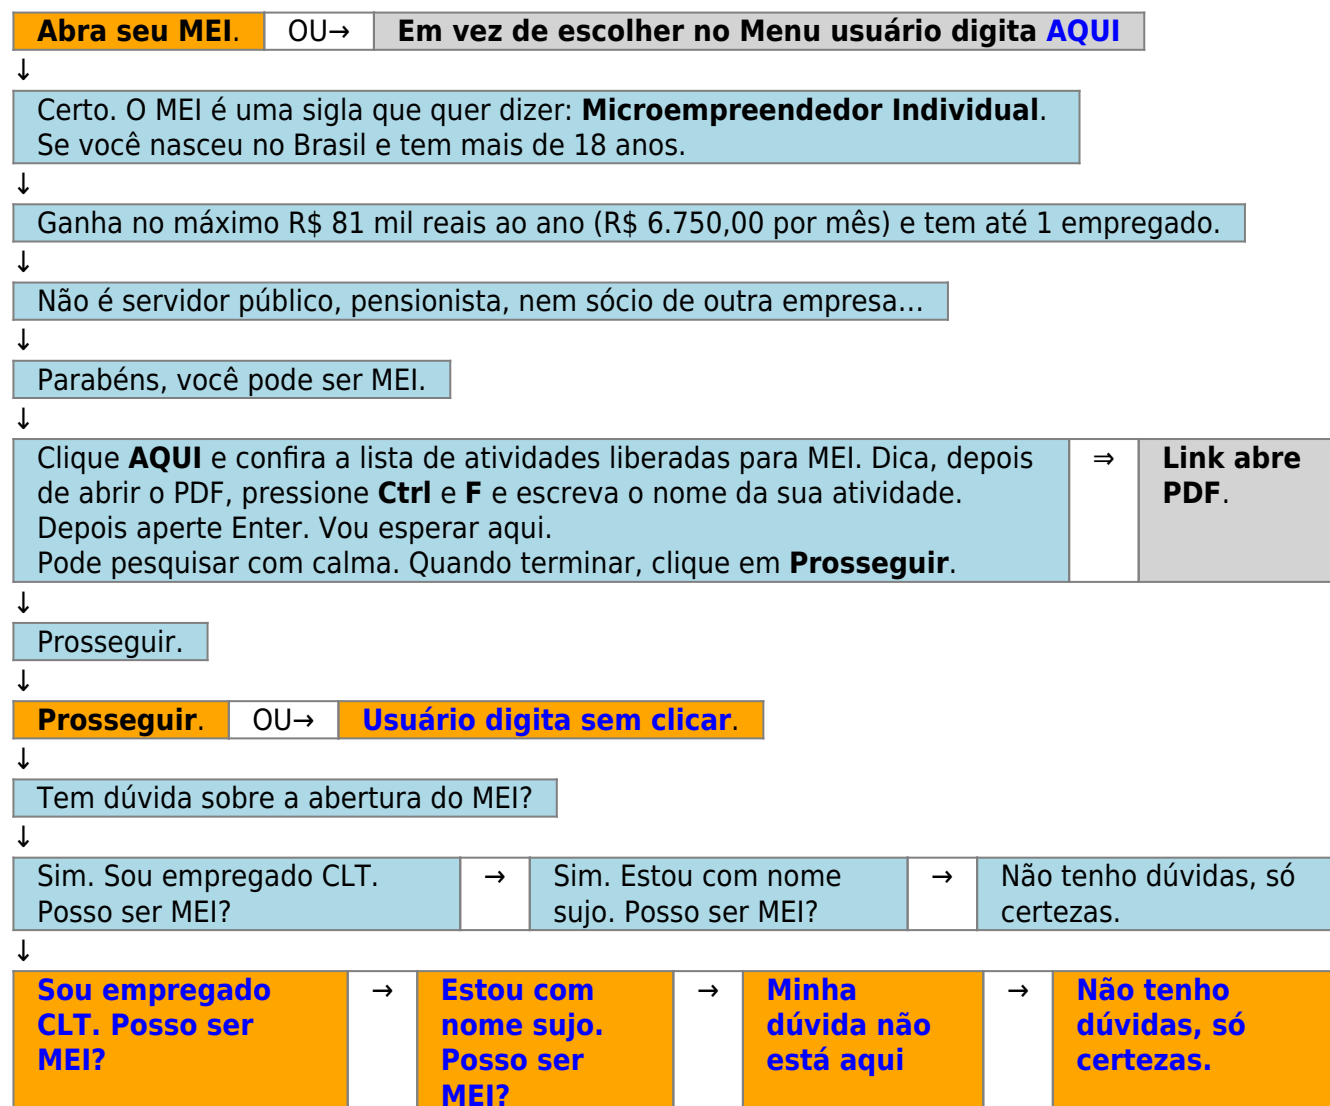 Abra seu MEI. OU→ Em vez de escolher no Menu usuário digita AQUI
↓
Certo. O MEI é uma sigla que quer dizer: Microempreendedor Individual.
Se você nasceu no Brasil e tem mais de 18 anos.
↓
Ganha no máximo R$ 81 mil reais ao ano (R$ 6.750,00 por mês) e tem até 1 empregado.
↓
Não é servidor público, pensionista, nem sócio de outra empresa...
↓
Parabéns, você pode ser MEI.
↓
Clique AQUI e confira a lista de atividades liberadas para MEI. Dica, depois
de abrir o PDF, pressione Ctrl e F e escreva o nome da sua atividade.
Depois aperte Enter. Vou esperar aqui.
Pode pesquisar com calma. Quando terminar, clique em Prosseguir.
⇒
Link abre
PDF.
↓
Prosseguir.
↓
Prosseguir. OU→ Usuário digita sem clicar.
↓
Tem dúvida sobre a abertura do MEI?
↓
Sim. Sou empregado CLT.
Posso ser MEI?
→
Sim. Estou com nome
sujo. Posso ser MEI?
→
Não tenho dúvidas, só
certezas.
↓
Sou empregado
CLT. Posso ser
MEI?
→
Estou com
nome sujo.
Posso ser
MEI?
→
Minha
dúvida não
está aqui
→
Não tenho
dúvidas, só
certezas.